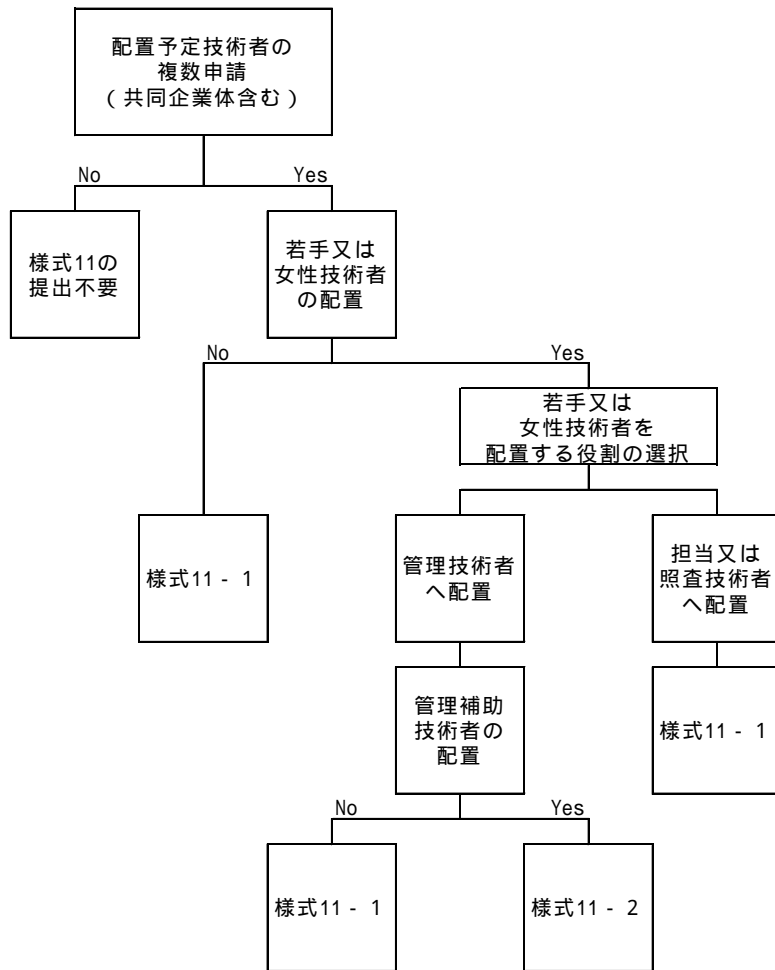 配置予定技術者の
複数申請
（共同企業体含む）
No
Yes
様式11の
提出不要
若手又は
女性技術者
の配置
No
Yes
若手又は
女性技術者を
配置する役割の選択
様式11 - 1
管理技術者
へ配置
担当又は
照査技術者
へ配置
管理補助
技術者の
配置
様式11 - 1
No
Yes
様式11 - 1
様式11 - 2